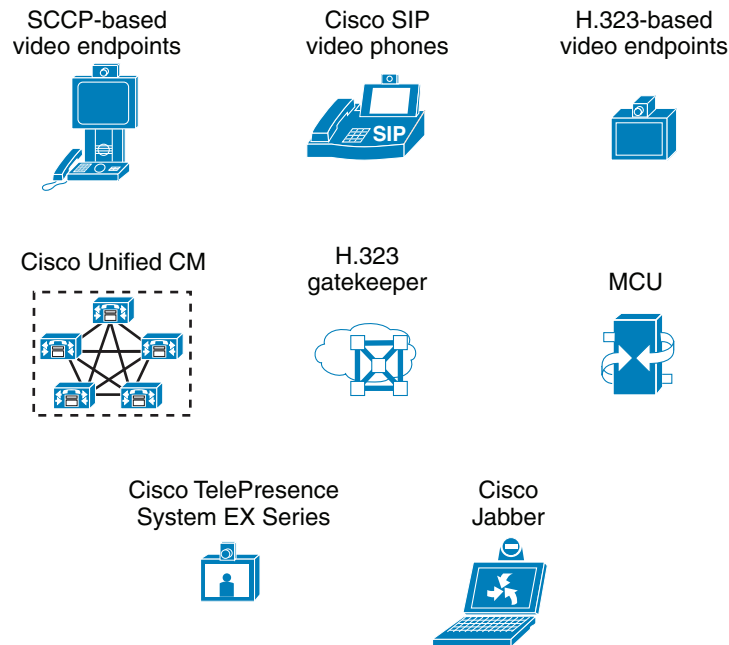 SCCP-based
video endpoints
Cisco SIP
video phones
H.323-based
video endpoints
SIP
Cisco Unified CM
H.323
gatekeeper
MCU
Cisco TelePresence
System EX Series
Cisco
Jabber